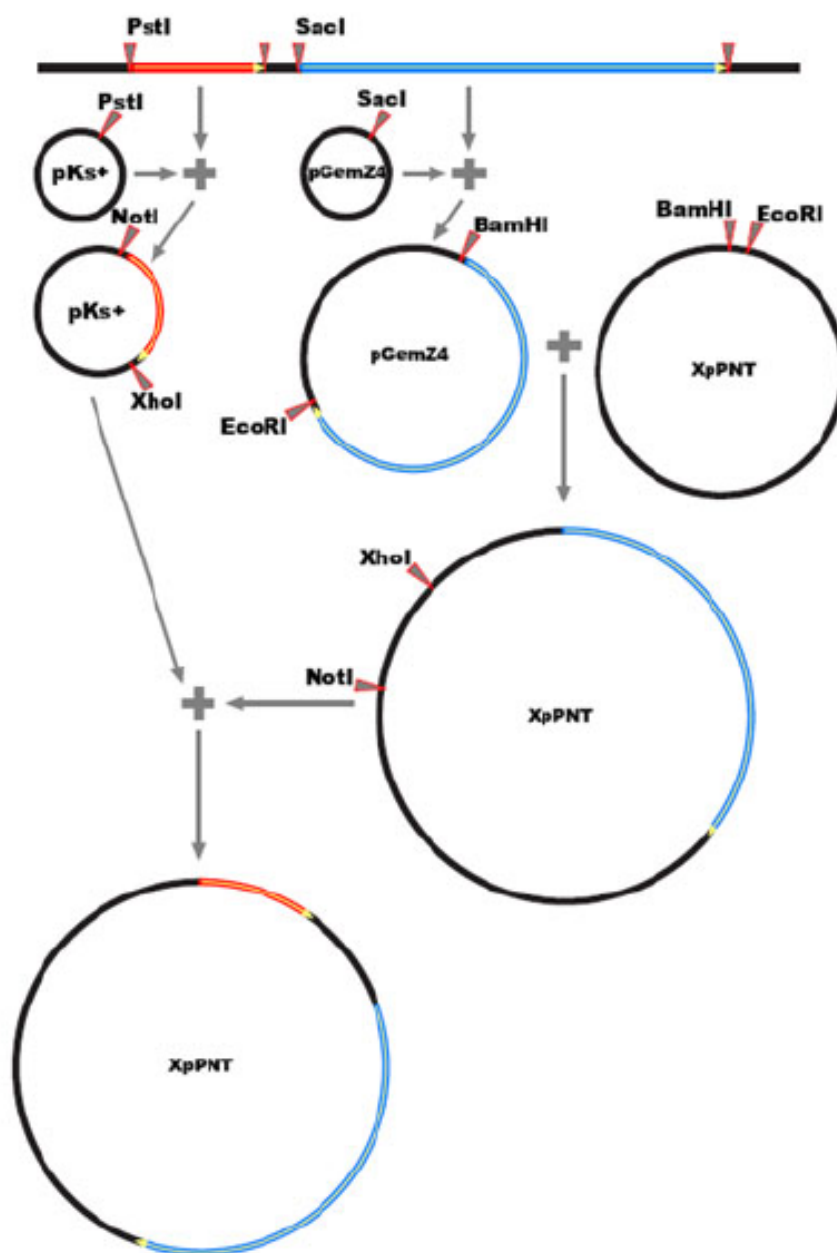 PstI
SacI
PstI
SacI
pKs+
pGemZ4
NotI
BamHI
BamHI
EcoRI
pKs+
pGemZ4
XpPNT
XhoI
EcoRI
XhoI
NotI
XpPNT
XpPNT